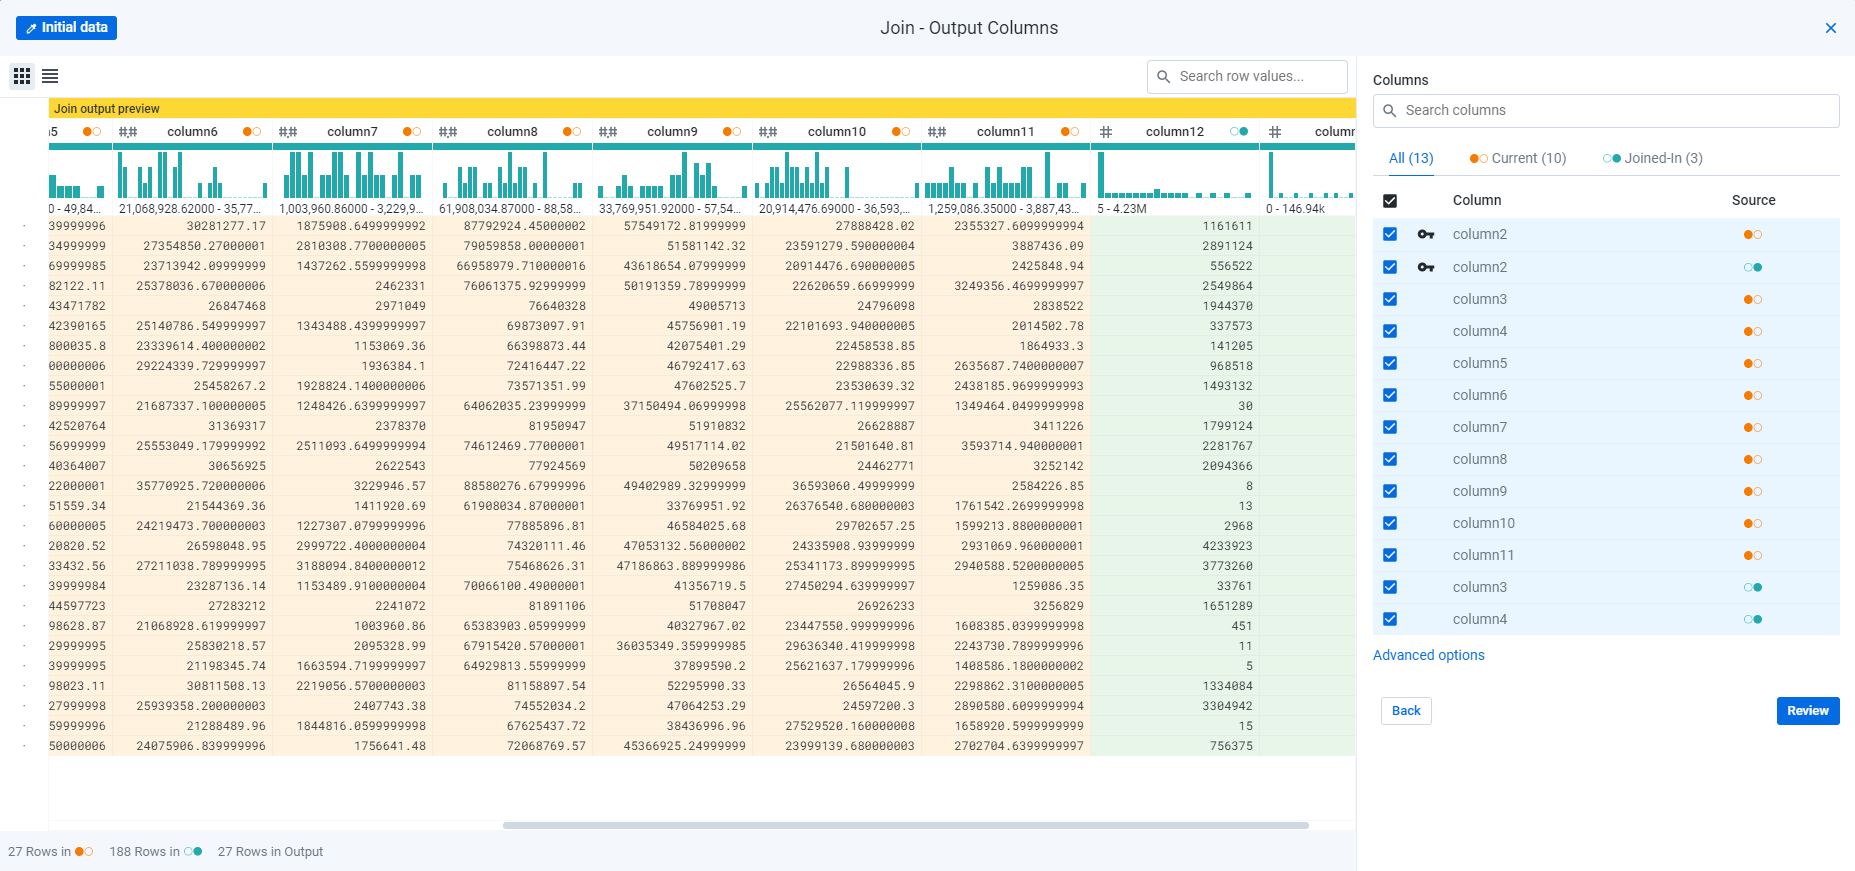 Initial data
Join - Output Columns
Search row values...
Join output preview
ı5 #.# column6 #.# column7 #.# column8 #.# column9 #.# column10 #.# column11 # column12 # colum
0 - 49,84... 21,068,928.62000 - 35,77... 1,003,960.86000 - 3,229,9... 61,908,034.87000 - 88,58... 33,769,951.92000 - 57,54... 20,914,476.69000 - 36,593,... 1,259,086.35000 - 3,887,43... 5 - 4.23M 0 - 146.94k
39999996 30281277.17 1875908.6499999992 87792924.45000002 57549172.81999999 27888428.02 2355327.6099999994 1161611
34999999 27354850.27000001 2810308.7700000005 79059858.00000001 51581142.32 23591279.590000004 3887436.09 2891124
69999985 23713942.09999999 1437262.5599999998 66958979.710000016 43618654.07999999 20914476.690000005 2425848.94 556522
82122.11 25378036.670000006 2462331 76061375.92999999 50191359.78999999 22620659.66999999 3249356.4699999997 2549864
43471782 26847468 2971049 76640328 49005713 24796098 2838522 1944370
42390165 25140786.549999997 1343488.4399999997 69873097.91 45756901.19 22101693.940000005 2014502.78 337573
800035.8 23339614.400000002 1153069.36 66398873.44 42075401.29 22458538.85 1864933.3 141205
00000006 29224339.729999997 1936384.1 72416447.22 46792417.63 22988336.85 2635687.7400000007 968518
55000001 25458267.2 1928824.1400000006 73571351.99 47602525.7 23530639.32 2438185.9699999993 1493132
89999997 21687337.100000005 1248426.6399999997 64062035.23999999 37150494.06999998 25562077.119999997 1349464.0499999998 30
42520764 31369317 2378370 81950947 51910832 26628887 3411226 1799124
56999999 25553049.179999992 2511093.6499999994 74612469.77000001 49517114.02 21501640.81 3593714.940000001 2281767
40364007 30656925 2622543 77924569 50209658 24462771 3252142 2094366
22000001 35770925.720000006 3229946.57 88580276.67999996 49402989.32999999 36593060.49999999 2584226.85 8
51559.34 21544369.36 1411920.69 61908034.87000001 33769951.92 26376540.680000003 1761542.2699999998 13
60000005 24219473.700000003 1227307.0799999996 77885896.81 46584025.68 29702657.25 1599213.8800000001 2968
20820.52 26598048.95 2999722.4000000004 74320111.46 47053132.56000002 24335908.93999999 2931069.960000001 4233923
33432.56 27211038.789999995 3188094.8400000012 75468626.31 47186863.889999986 25341173.899999995 2940588.5200000005 3773260
39999984 23287136.14 1153489.9100000004 70066100.49000001 41356719.5 27450294.639999997 1259086.35 33761
44597723 27283212 2241072 81891106 51708047 26926233 3256829 1651289
98628.87 21068928.619999997 1003960.86 65383903.05999999 40327967.02 23447550.999999996 1608385.0399999998 451
29999995 25830218.57 2095328.99 67915420.57000001 36035349.359999985 29636340.419999998 2243730.7899999996 11
39999995 21198345.74 1663594.7199999997 64929813.55999999 37899590.2 25621637.179999996 1408586.1800000002 5
98023.11 30811508.13 2219056.5700000003 81158897.54 52295990.33 26564045.9 2298862.3100000005 1334084
27999998 25939358.200000003 2407743.38 74552034.2 47064253.29 24597200.3 2890580.6099999994 3304942
59999996 21288489.96 1844816.0599999998 67625437.72 38436996.96 27529520.160000008 1658920.5999999999 15
50000006 24075906.839999996 1756641.48 72068769.57 45366925.24999999 23999139.680000003 2702704.6399999997 756375
27 Rows in 188 Rows in 27 Rows in Output
Columns
Search columns
All (13) Current (10) Joined-In (3)
Column Source
column2
column2
column3
column4
column5
column6
column7
column8
column9
column10
column11
column3
column4
Advanced options
Back Review